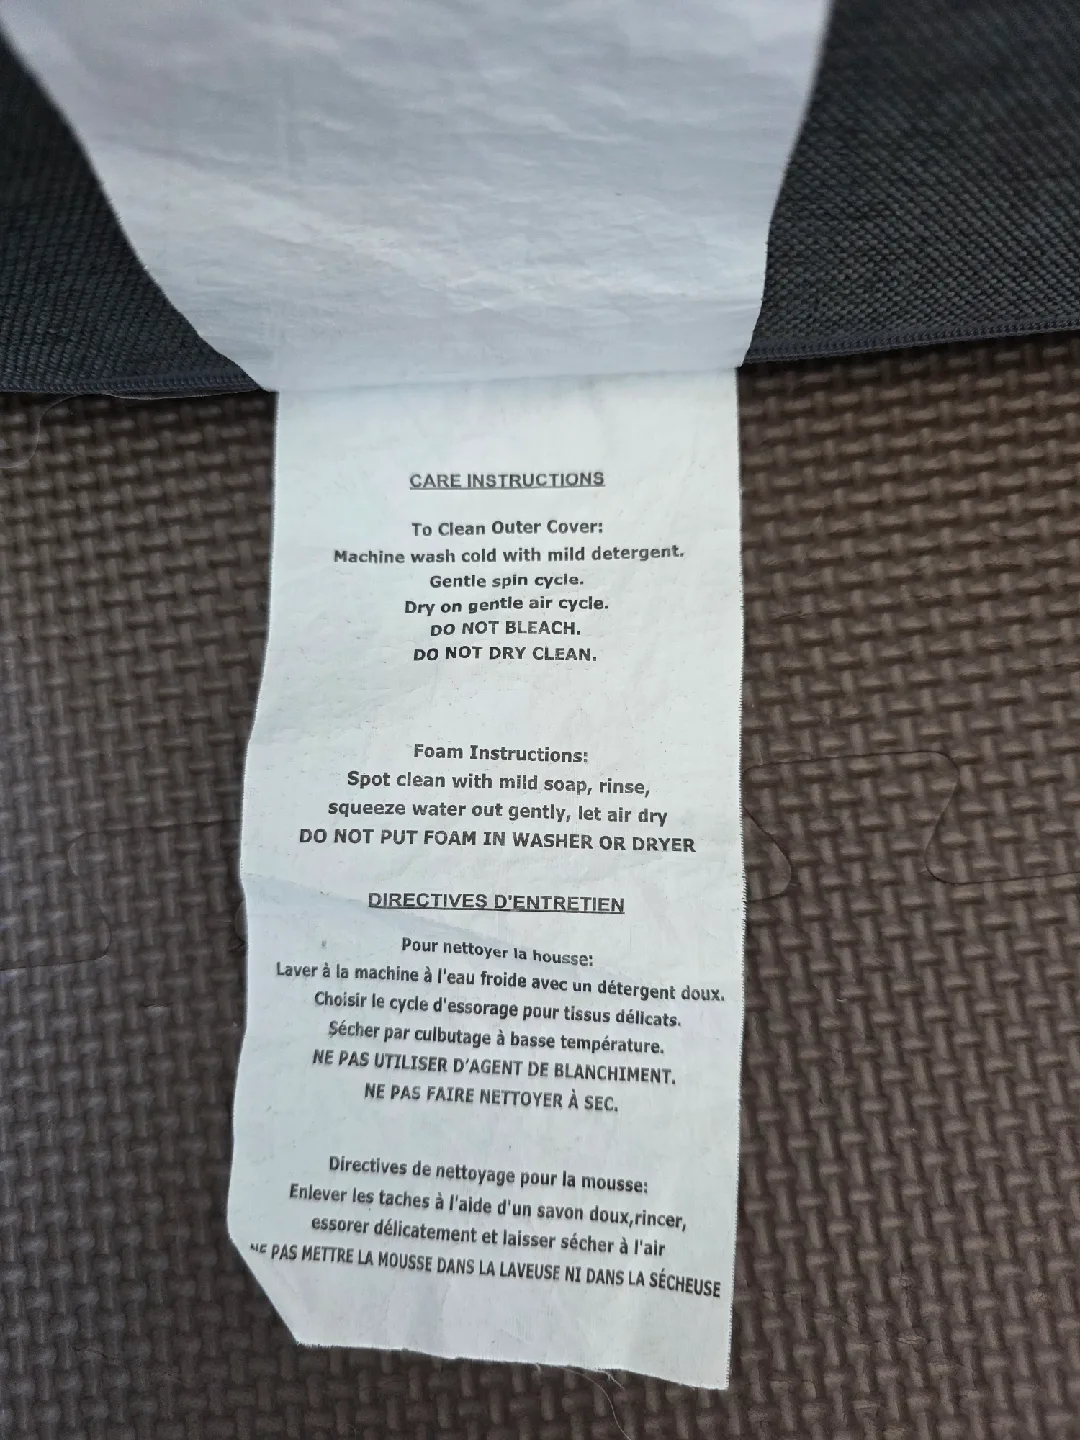 CARE INSTRUCTIONS
To Clean Outer Cover:
Machine wash cold with mild detergent.
Gentle spin cycle.
Dry on gentle air cycle.
DO NOT BLEACH.
DO NOT DRY CLEAN.
Foam Instructions:
Spot clean with mild soap, rinse,
squeeze water out gently, let air dry
DO NOT PUT FOAM IN WASHER OR DRYER
DIRECTIVES D'ENTRETIEN
Pour nettoyer la housse:
Laver à la machine à l'eau froide avec un détergent doux.
Choisir le cycle d'essorage pour tissus délicats.
Sécher par culbutage à basse température.
NE PAS UTILISER D'AGENT DE BLANCHIMENT.
NE PAS FAIRE NETTOYER À SEC.
Directives de nettoyage pour la mousse:
Enlever les taches à l'aide d'un savon doux,rincer,
essorer délicatement et laisser sécher à l'air
NE PAS METTRE LA MOUSSE DANS LA LAVEUSE NI DANS LA SÉCHEUSE